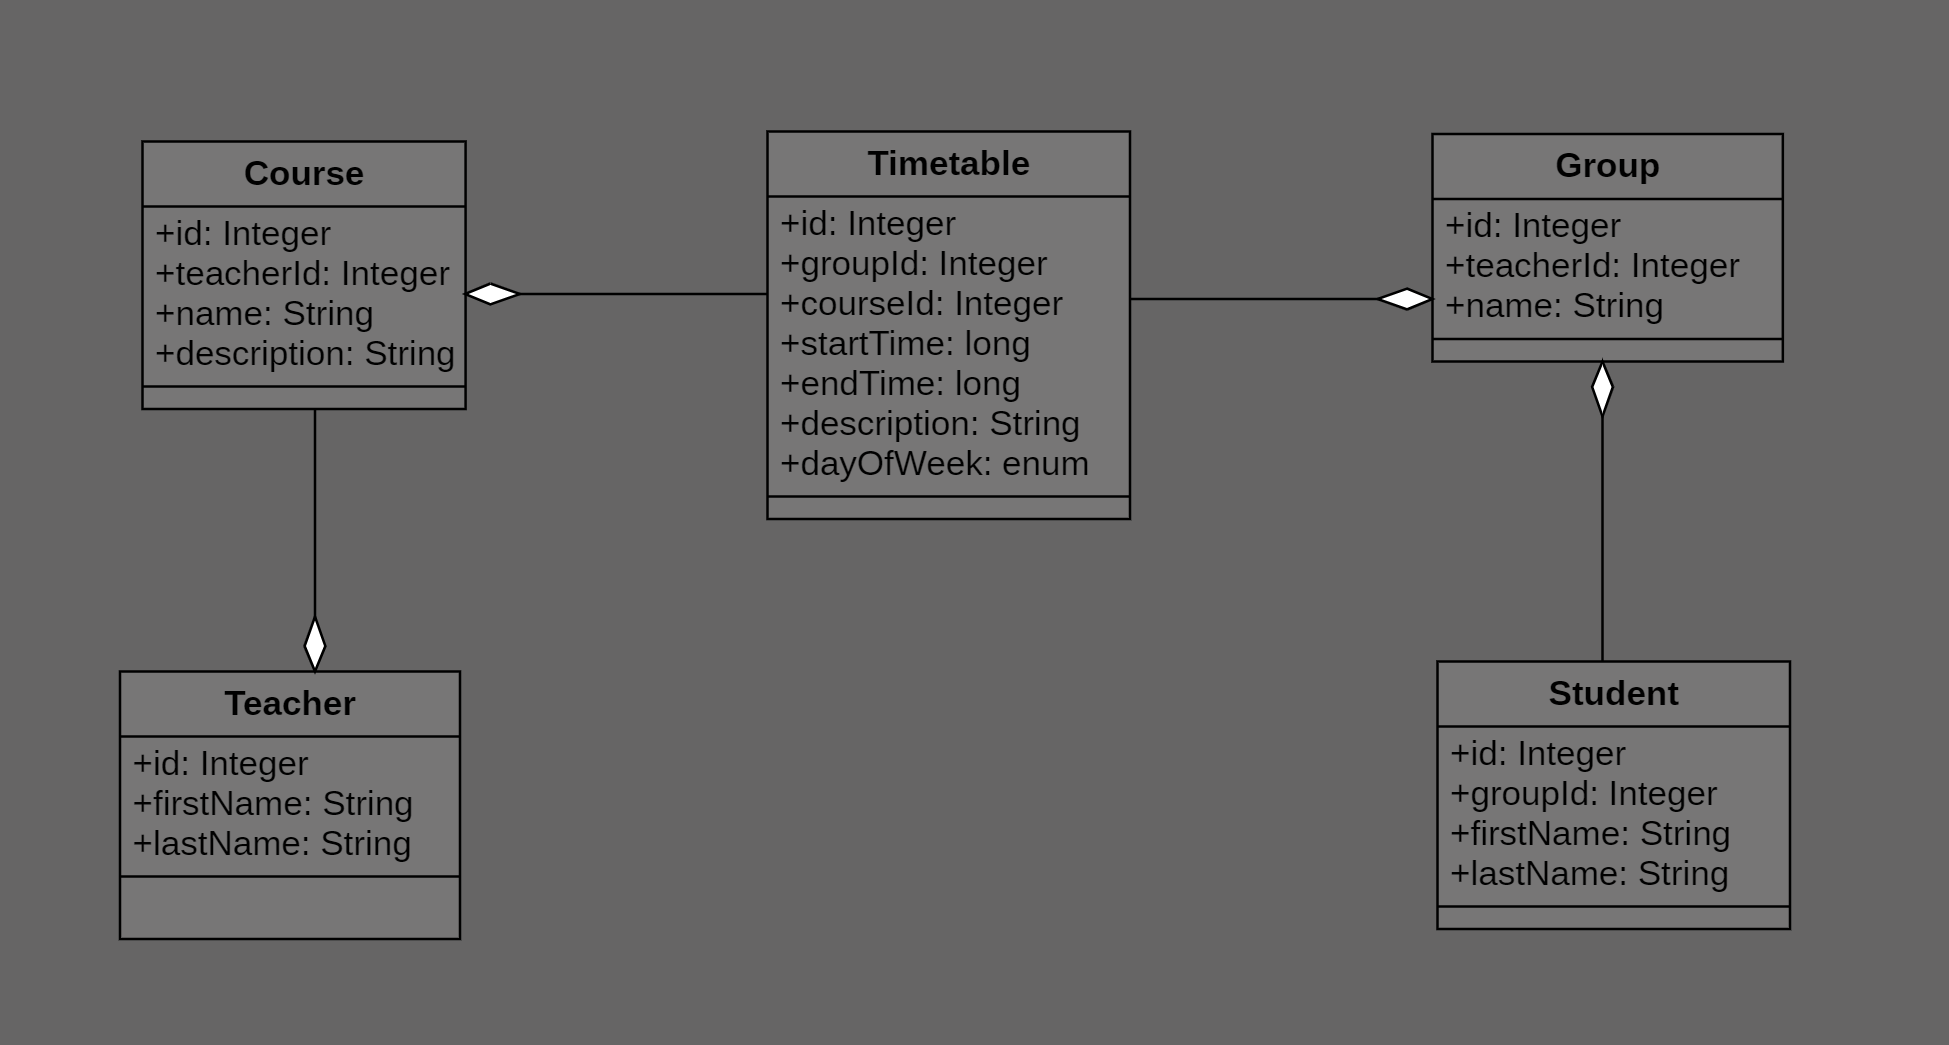 Course
+id: Integer
+teacherId: Integer
+name: String
+description: String
Timetable
+id: Integer
+groupId: Integer
+courseId: Integer
+startTime: long
+endTime: long
+description: String
+dayOfWeek: enum
Group
+id: Integer
+teacherId: Integer
+name: String
Teacher
+id: Integer
+firstName: String
+lastName: String
Student
+id: Integer
+groupId: Integer
+firstName: String
+lastName: String